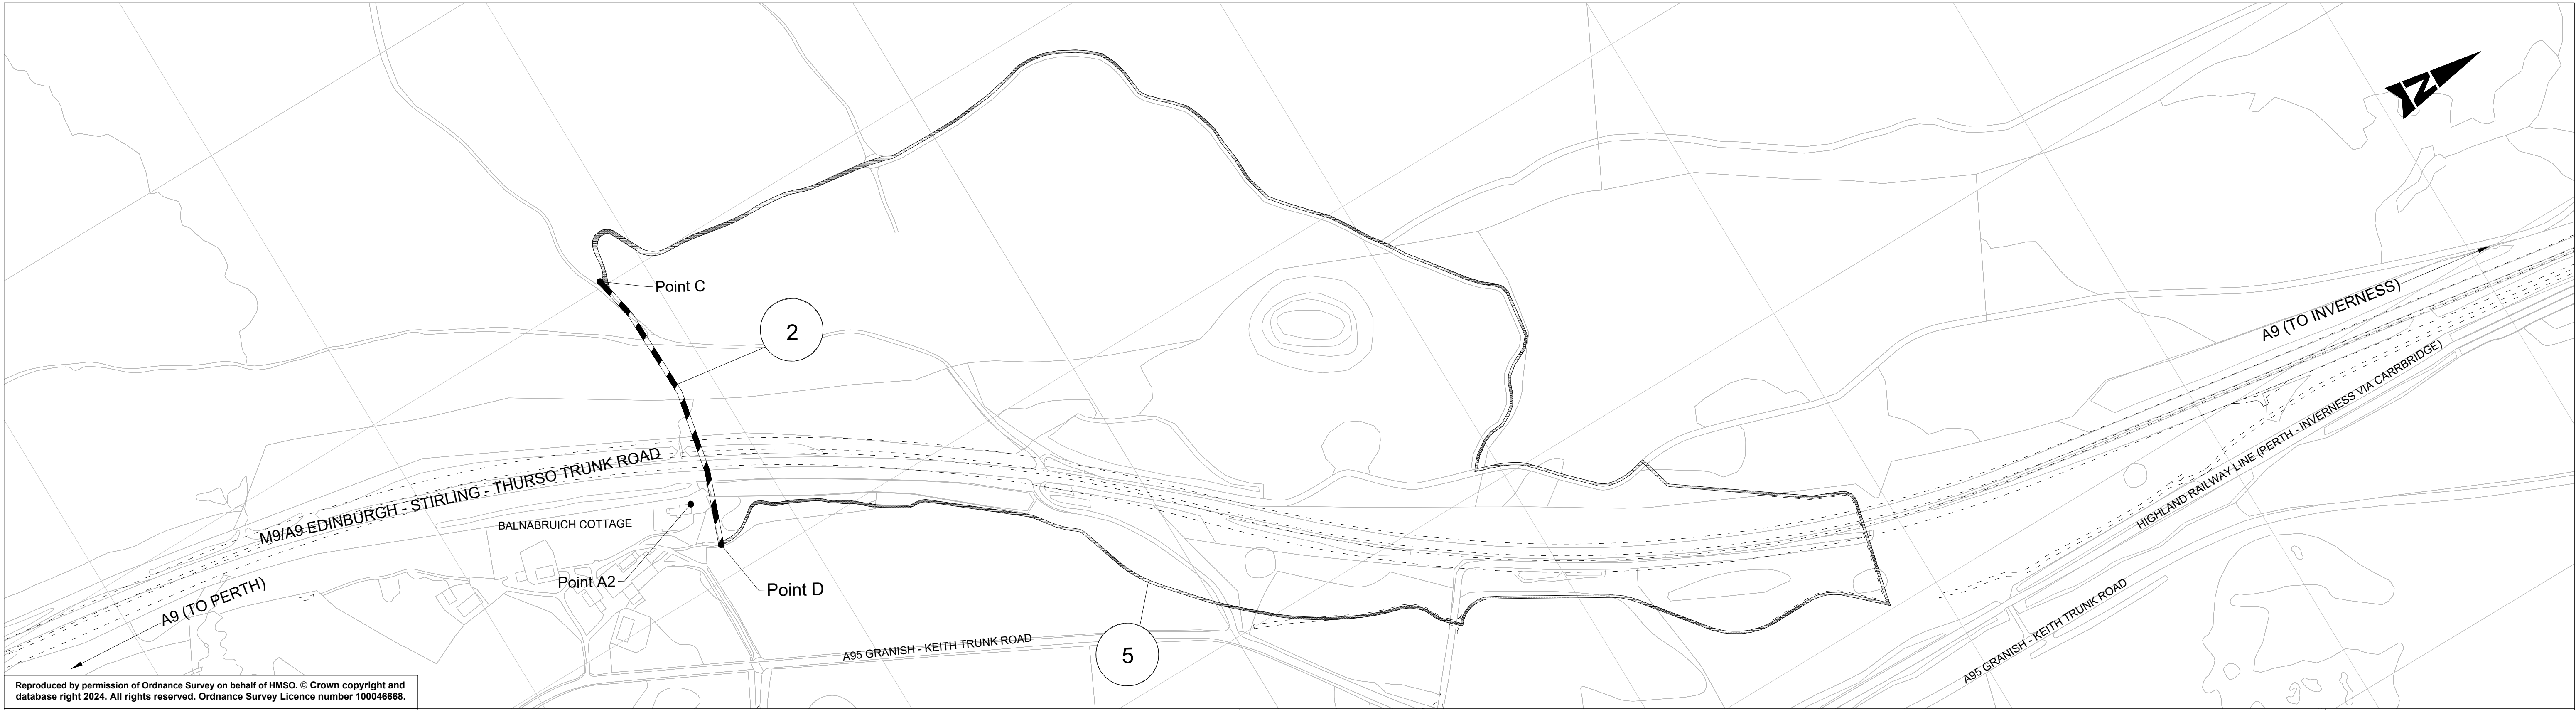 N
Point C
2
A9 (TO INVERNESS)
HIGHLAND RAILWAY LINE (PERTH - INVERNESS VIA CARRBRIDGE)
M9/A9 EDINBURGH - STIRLING - THURSO TRUNK ROAD
BALNABRUICH COTTAGE
Point A2
Point D
A9 (TO PERTH)
5
A95 GRANISH - KEITH TRUNK ROAD
A95 GRANISH - KEITH TRUNK ROAD
Reproduced by permission of Ordnance Survey on behalf of HMSO. © Crown copyright and
database right 2024. All rights reserved. Ordnance Survey Licence number 100046668.